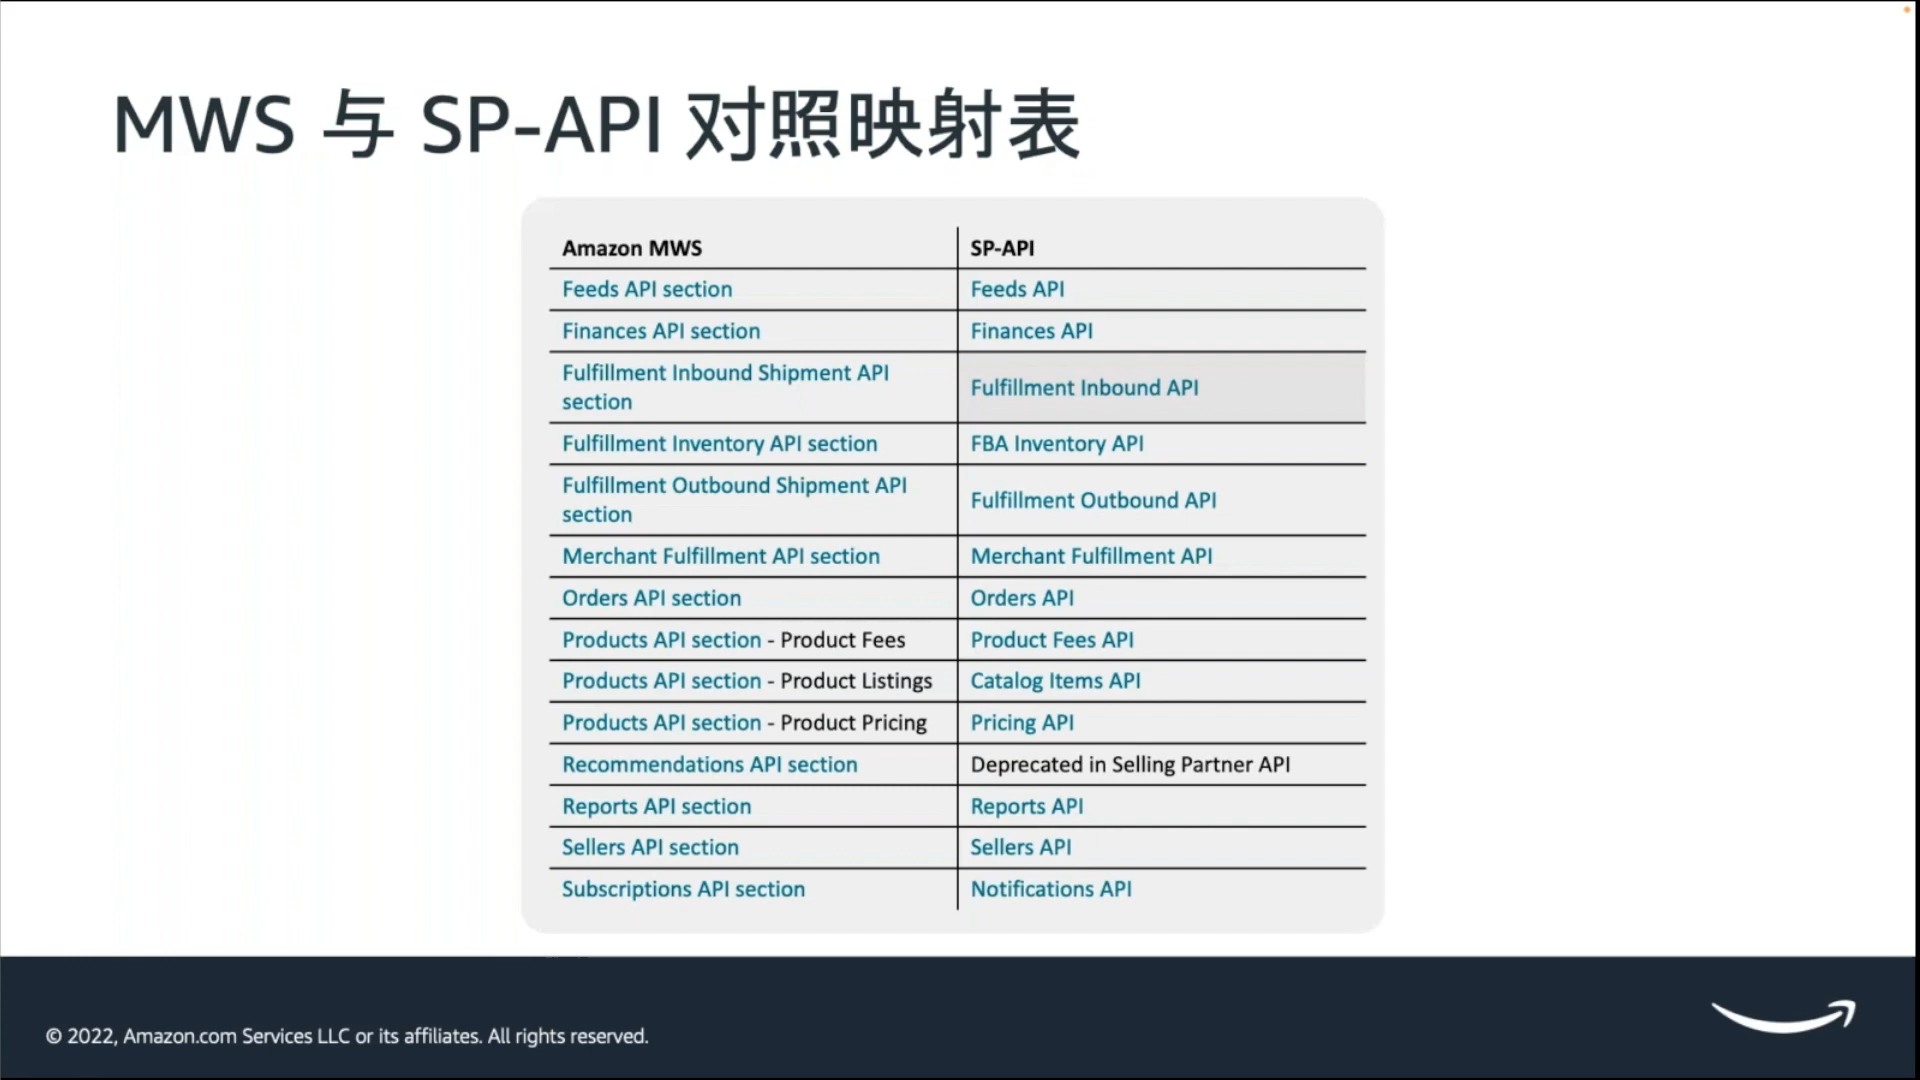 MWS 与 SP-API 对照映射表
Amazon MWS
SP-API
Feeds API section
Feeds API
Finances API section
Finances API
Fulfillment Inbound Shipment API
section
Fulfillment Inbound API
Fulfillment Inventory API section
FBA Inventory API
Fulfillment Outbound Shipment API
section
Fulfillment Outbound API
Merchant Fulfillment API section
Merchant Fulfillment API
Orders API section
Orders API
Products API section - Product Fees
Product Fees API
Products API section - Product Listings
Catalog Items API
Products API section - Product Pricing
Pricing API
Recommendations API section
Deprecated in Selling Partner API
Reports API section
Reports API
Sellers API section
Sellers API
Subscriptions API section
Notifications API
© 2022, Amazon.com Services LLC or its affiliates. All rights reserved.